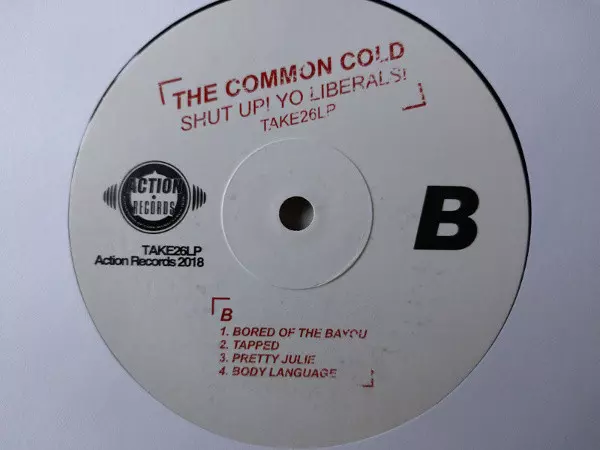 THE COMMON COLD
SHUT UP! YO LIBERALS!
TAKE26LP
ACTION
RECORDS
TAKE26LP
Action Records 2018
B
B
1. BORED OF THE BAYOU
2. TAPPED
3. PRETTY JULIE
4. BODY LANGUAGE